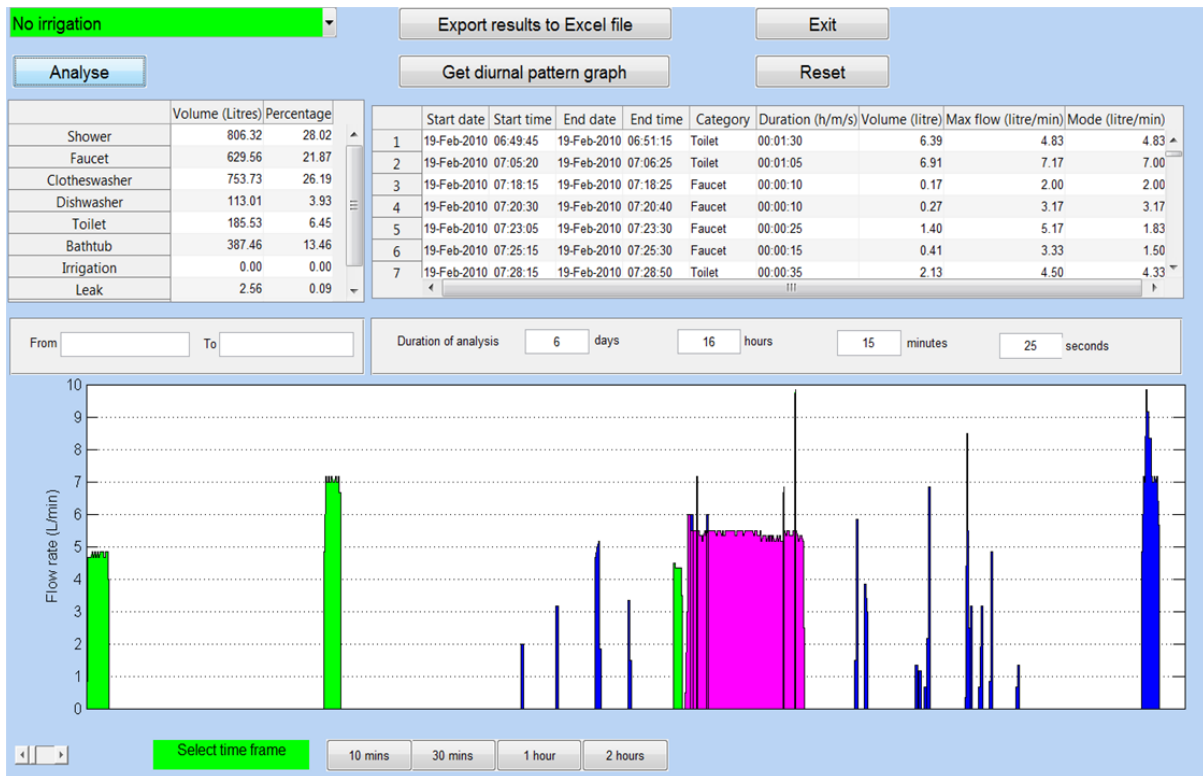 No irrigation
Export results to Excel file
Exit
Analyse
Get diurnal pattern graph
Reset
Volume (Litres) Percentage
Shower 806.32 28.02
Faucet 629.56 21.87
Clotheswasher 753.73 26.19
Dishwasher 113.01 3.93
Toilet 185.53 6.45
Bathtub 387.46 13.46
Irrigation 0.00 0.00
Leak 2.56 0.09
Start date Start time End date End time Category Duration (h/m/s) Volume (litre) Max flow (litre/min) Mode (litre/min)
1 19-Feb-2010 06:49:45 19-Feb-2010 06:51:15 Toilet 00:01:30 6.39 4.83 4.83
2 19-Feb-2010 07:05:20 19-Feb-2010 07:06:25 Toilet 00:01:05 6.91 7.17 7.00
3 19-Feb-2010 07:18:15 19-Feb-2010 07:18:25 Faucet 00:00:10 0.17 2.00 2.00
4 19-Feb-2010 07:20:30 19-Feb-2010 07:20:40 Faucet 00:00:10 0.27 3.17 3.17
5 19-Feb-2010 07:23:05 19-Feb-2010 07:23:30 Faucet 00:00:25 1.40 5.17 1.83
6 19-Feb-2010 07:25:15 19-Feb-2010 07:25:30 Faucet 00:00:15 0.41 3.33 1.50
7 19-Feb-2010 07:28:15 19-Feb-2010 07:28:50 Toilet 00:00:35 2.13 4.50 4.33
From To
Duration of analysis 6 days 16 hours 15 minutes 25 seconds
Flow rate (L/min)
10
9
8
7
6
5
4
3
2
1
0
Select time frame
10 mins
30 mins
1 hour
2 hours